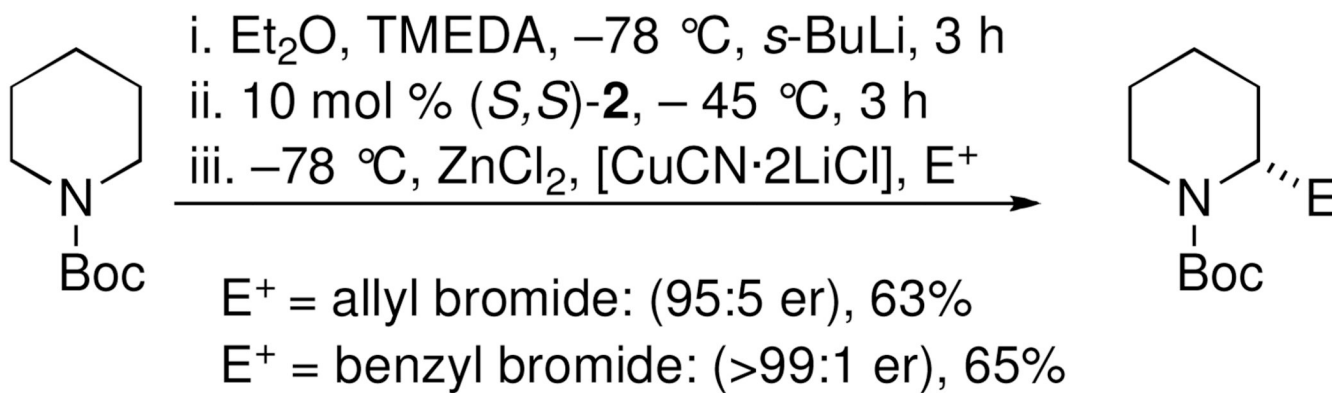 i. Et₂O, TMEDA, –78 °C, s-BuLi, 3 h
ii. 10 mol % (S,S)-2, – 45 °C, 3 h
iii. –78 °C, ZnCl₂, [CuCN·2LiCl], E⁺
N
Boc
N
E
Boc
E⁺ = allyl bromide: (95:5 er), 63%
E⁺ = benzyl bromide: (>99:1 er), 65%